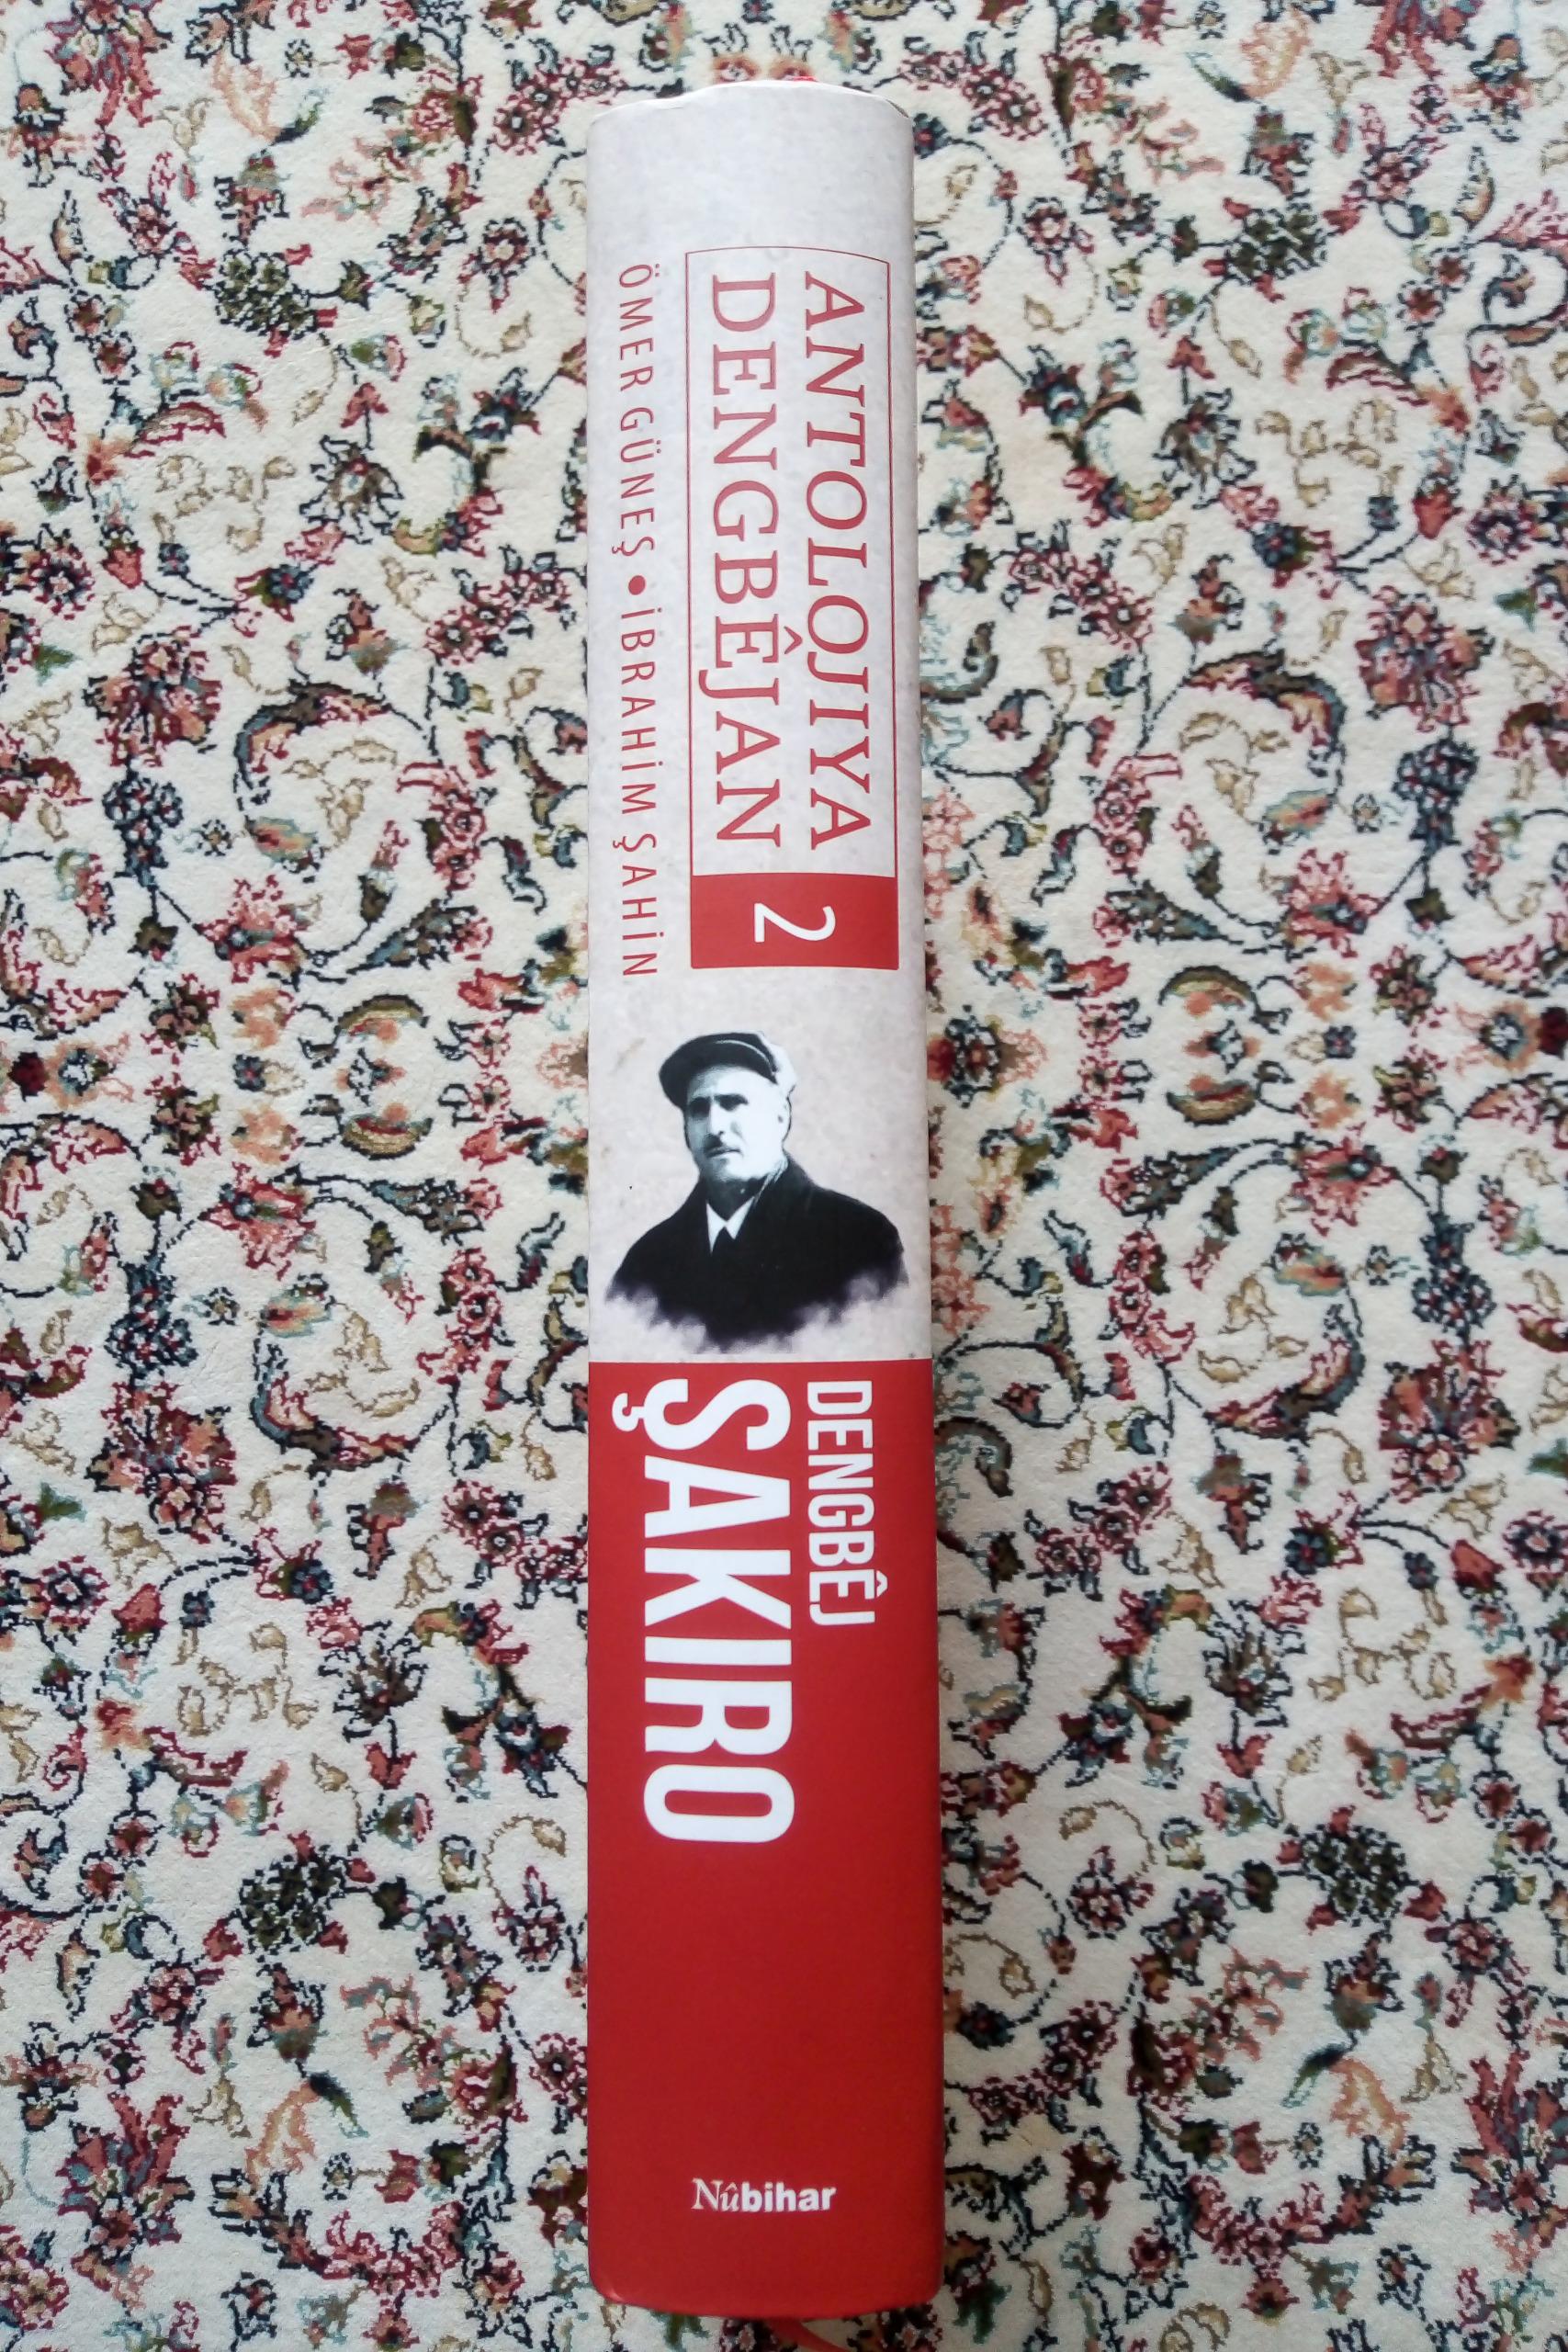 ANTOLOJIYA
DENGBÊJAN
2
ÖMER GÜNEŞ • İBRAHİM ŞAHİN
DENGBÊJ
ŞAKIRO
Nûbihar